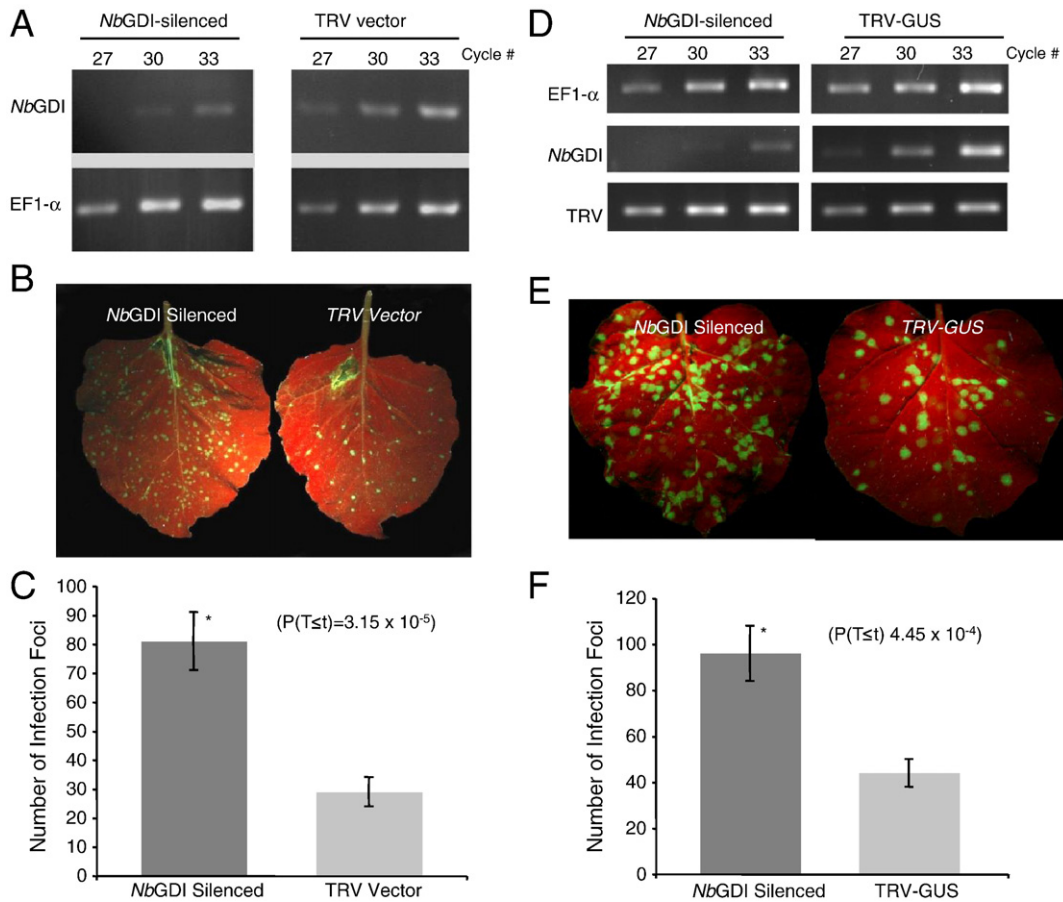 A
NbGDI-silenced TRV vector
27 30 33 27 30 33 Cycle #
NbGDI
EF1-α
B
NbGDI Silenced TRV Vector
C
Number of Infection Foci
100
90
80
70
60
50
40
30
20
10
0
*
(P(T≤t)=3.15 x 10-5)
NbGDI Silenced TRV Vector
D
NbGDI-silenced TRV-GUS
27 30 33 27 30 33 Cycle #
EF1-α
NbGDI
TRV
E
NbGDI Silenced TRV-GUS
F
Number of Infection Foci
120
100
80
60
40
20
0
*
(P(T≤t) 4.45 x 10-4)
NbGDI Silenced TRV-GUS